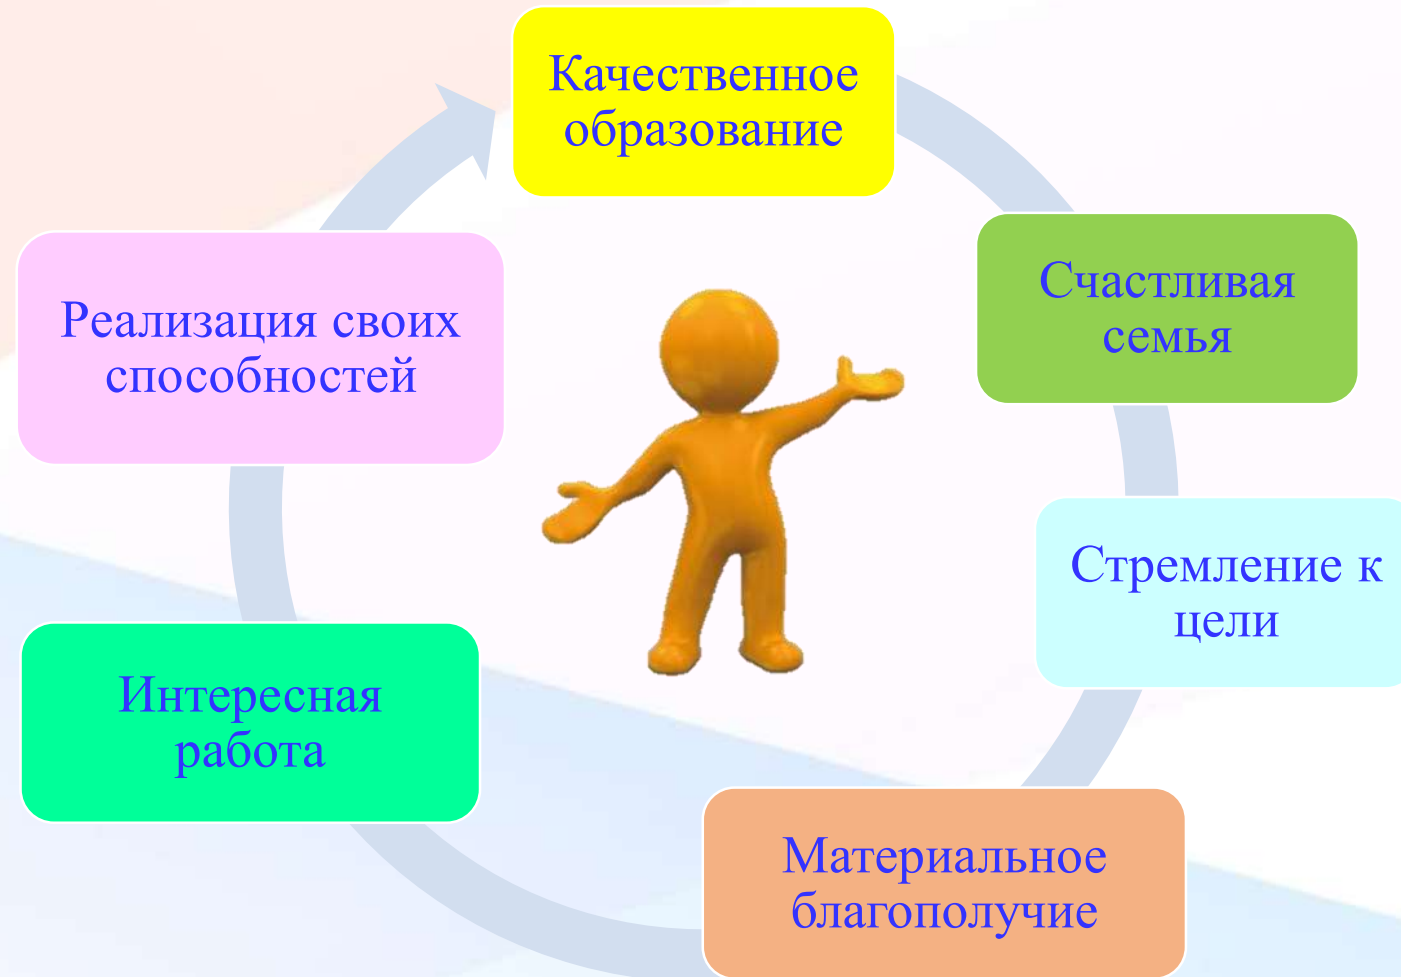 Качественное
образование
Счастливая
семья
Стремление к
цели
Материальное
благополучие
Интересная
работа
Реализация своих
способностей